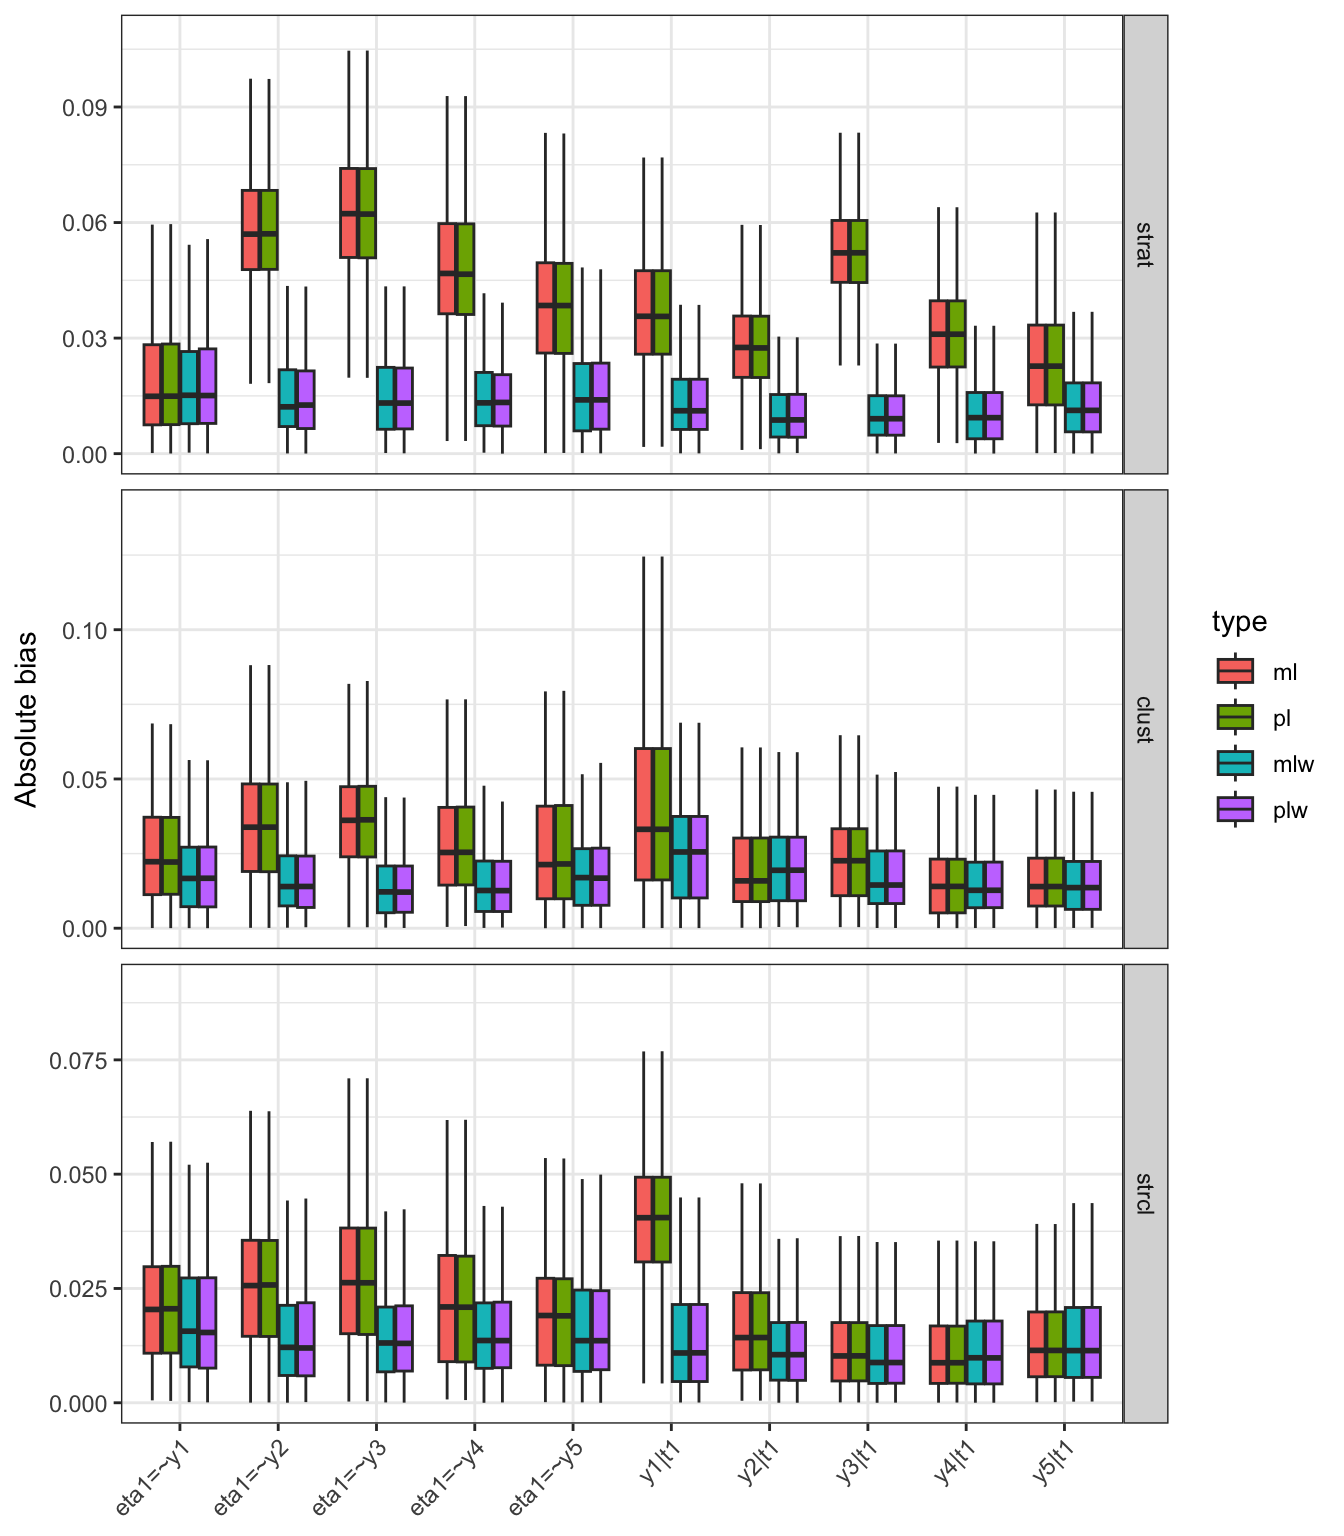 Absolute bias
0.09
0.06
0.03
0.00
strat
0.10
0.05
0.00
clust
0.075
0.050
0.025
0.000
strcl
eta1=~y1
eta1=~y2
eta1=~y3
eta1=~y4
eta1=~y5
y1|t1
y2|t1
y3|t1
y4|t1
y5|t1
type
ml
pl
mlw
plw